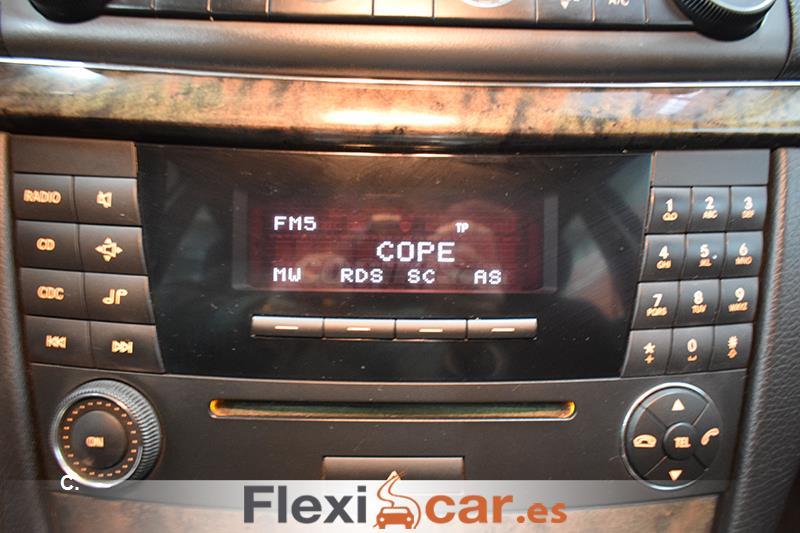 A/C
RADIO
1 2 ABC 3 DEF
FM5 TP
CD
COPE
4 GHI 5 JKL 6 MNO
MW RDS SC AS
CDC
7 PQRS 8 TUV 9 WXYZ
* 0 #
ON
TEL
C.
Flexicar.es